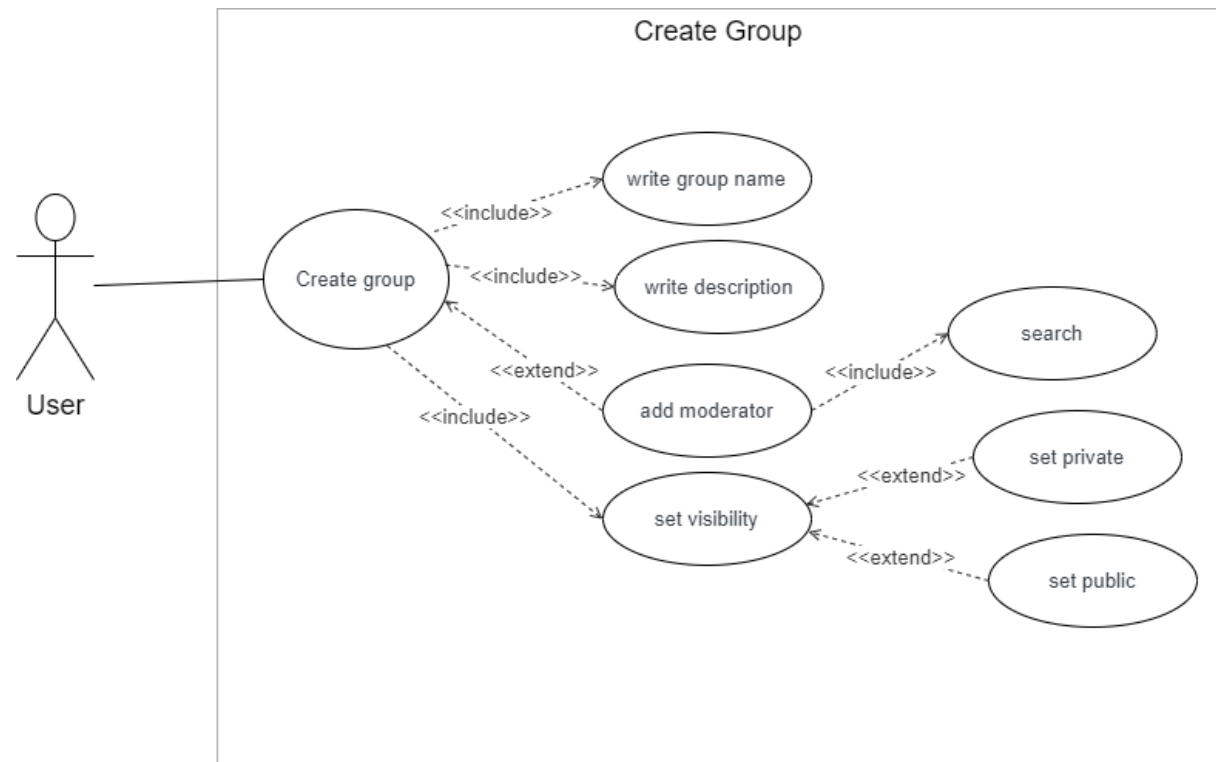 Create Group
write group name
<<include>>
Create group
<<include>>
write description
search
<<extend>>
<<include>>
add moderator
User
<<include>>
set private
<<extend>>
set visibility
<<extend>>
set public